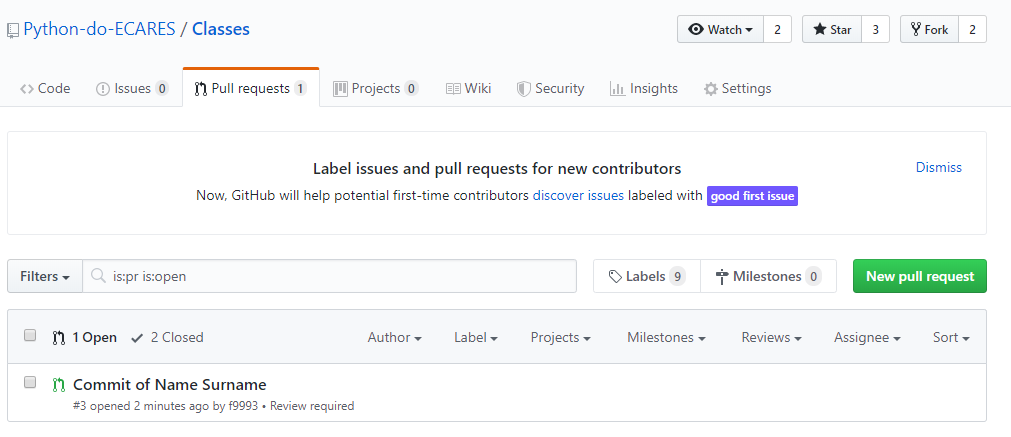 Python-do-ECARES / Classes
Watch 2 Star 3 Fork 2
Code Issues 0 Pull requests 1 Projects 0 Wiki Security Insights Settings
Label issues and pull requests for new contributors
Dismiss
Now, GitHub will help potential first-time contributors discover issues labeled with good first issue
Filters is:pr is:open Labels 9 Milestones 0 New pull request
1 Open 2 Closed Author Label Projects Milestones Reviews Assignee Sort
Commit of Name Surname
#3 opened 2 minutes ago by f9993 • Review required